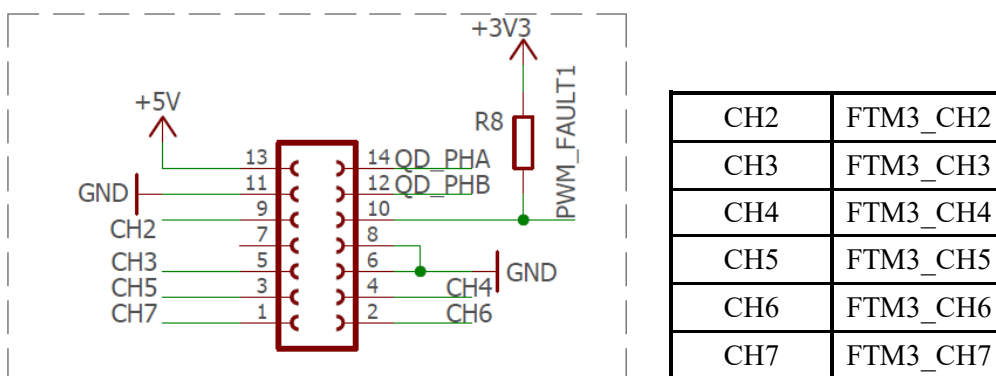 +3V3
+5V
R8
PWM_FAULT1
13 14 QD_PHA
GND 11 12 QD_PHB
9 10
CH2
7 8
CH3 5 6 GND
CH5 3 4 CH4
CH7 1 2 CH6
CH2 FTM3_CH2
CH3 FTM3_CH3
CH4 FTM3_CH4
CH5 FTM3_CH5
CH6 FTM3_CH6
CH7 FTM3_CH7